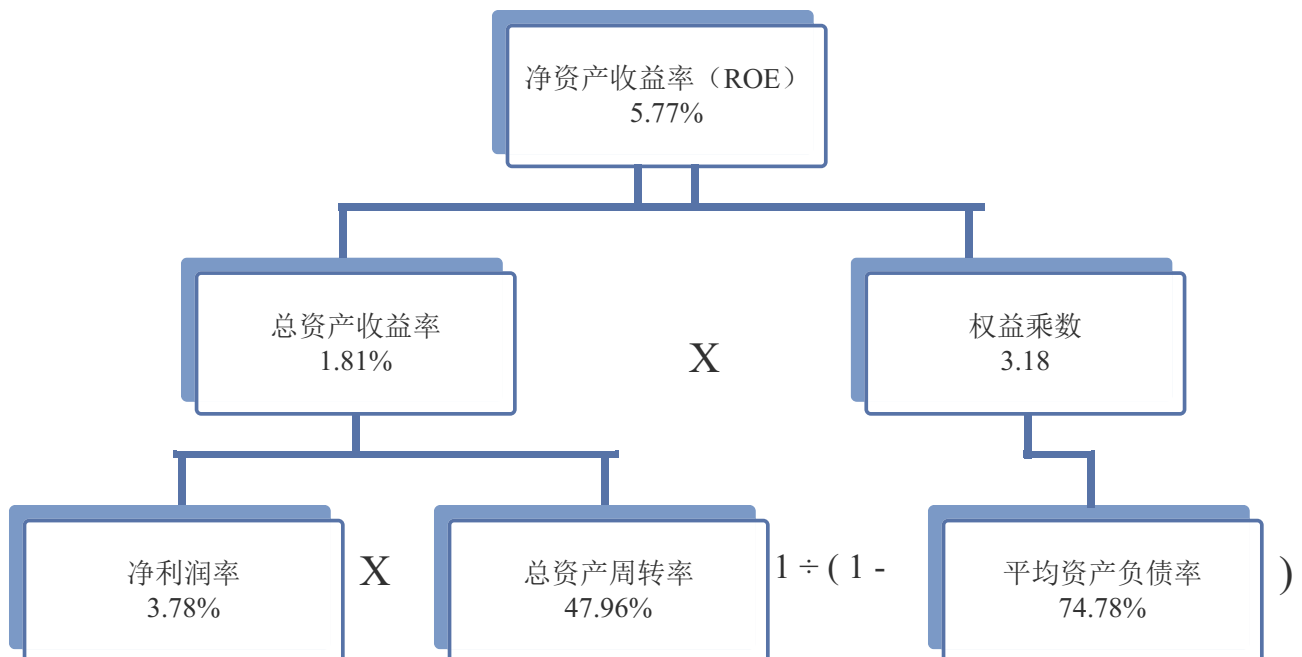 净资产收益率（ROE）
5.77%
总资产收益率
1.81%
X
权益乘数
3.18
净利润率
3.78%
X
总资产周转率
47.96%
1 ÷ ( 1 -
平均资产负债率
74.78%
)